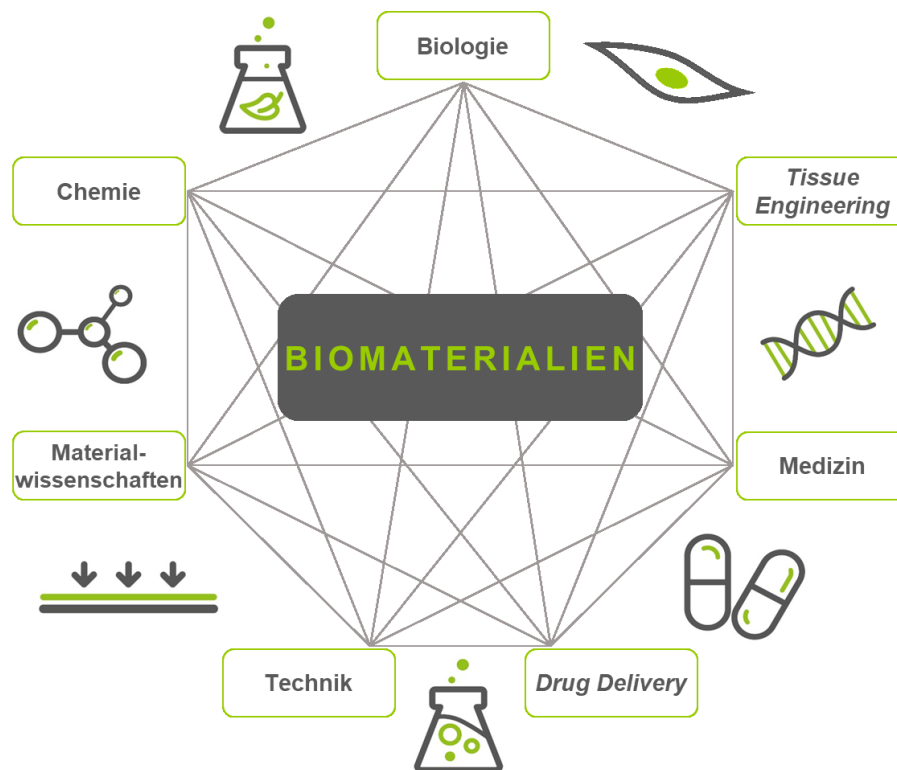 Biologie
Chemie
Tissue
Engineering
BIOMATERIALIEN
Material-
wissenschaften
Medizin
Technik
Drug Delivery